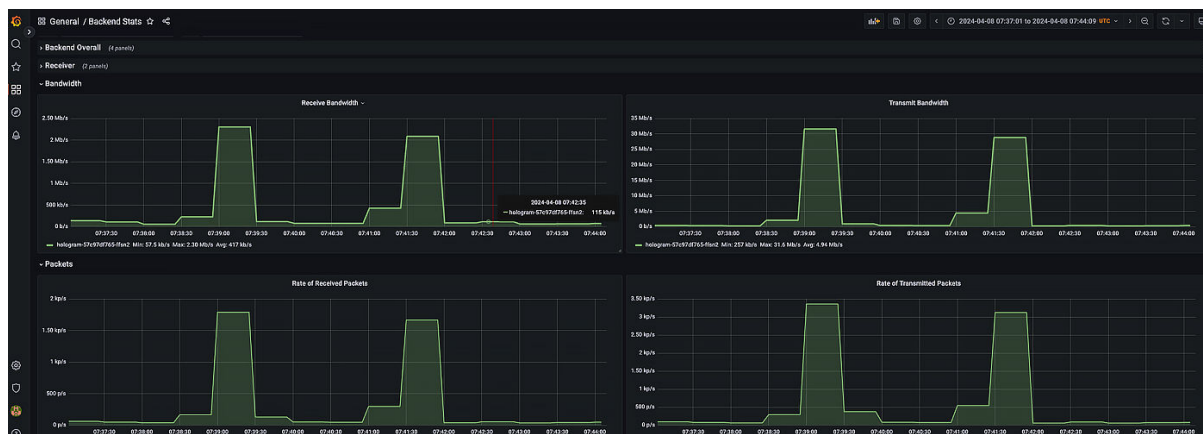 General / Backend Stats
2024-04-08 07:37:01 to 2024-04-08 07:44:09 UTC
Backend Overall (4 panels)
Receiver (2 panels)
Bandwidth
Receive Bandwidth
2.50 Mb/s
2 Mb/s
1.50 Mb/s
1 Mb/s
500 kb/s
0 b/s
07:37:30 07:38:00 07:38:30 07:39:00 07:39:30 07:40:00 07:40:30 07:41:00 07:41:30 07:42:00 07:42:30 07:43:00 07:43:30 07:44:00
2024-04-08 07:42:35
hologram-57c97df765-ffsn2: 115 kb/s
hologram-57c97df765-ffsn2 Min: 57.5 kb/s Max: 2.30 Mb/s Avg: 417 kb/s
Transmit Bandwidth
35 Mb/s
30 Mb/s
25 Mb/s
20 Mb/s
15 Mb/s
10 Mb/s
5 Mb/s
0 b/s
07:37:30 07:38:00 07:38:30 07:39:00 07:39:30 07:40:00 07:40:30 07:41:00 07:41:30 07:42:00 07:42:30 07:43:00 07:43:30 07:44:00
hologram-57c97df765-ffsn2 Min: 257 kb/s Max: 31.6 Mb/s Avg: 4.94 Mb/s
Packets
Rate of Received Packets
2 kp/s
1.50 kp/s
1 kp/s
500 p/s
0 p/s
07:37:30 07:38:00 07:38:30 07:39:00 07:39:30 07:40:00 07:40:30 07:41:00 07:41:30 07:42:00 07:42:30 07:43:00 07:43:30 07:44:00
Rate of Transmitted Packets
3.50 kp/s
3 kp/s
2.50 kp/s
2 kp/s
1.50 kp/s
1 kp/s
500 p/s
0 p/s
07:37:30 07:38:00 07:38:30 07:39:00 07:39:30 07:40:00 07:40:30 07:41:00 07:41:30 07:42:00 07:42:30 07:43:00 07:43:30 07:44:00